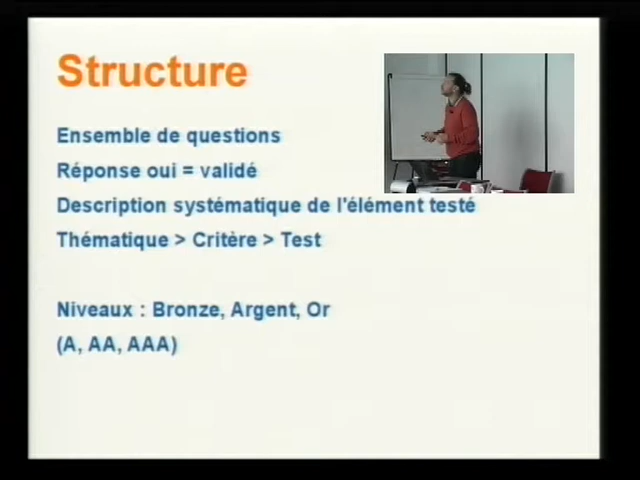 Structure
Ensemble de questions
Réponse oui = validé
Description systématique de l'élément testé
Thématique > Critère > Test
Niveaux : Bronze, Argent, Or
(A, AA, AAA)